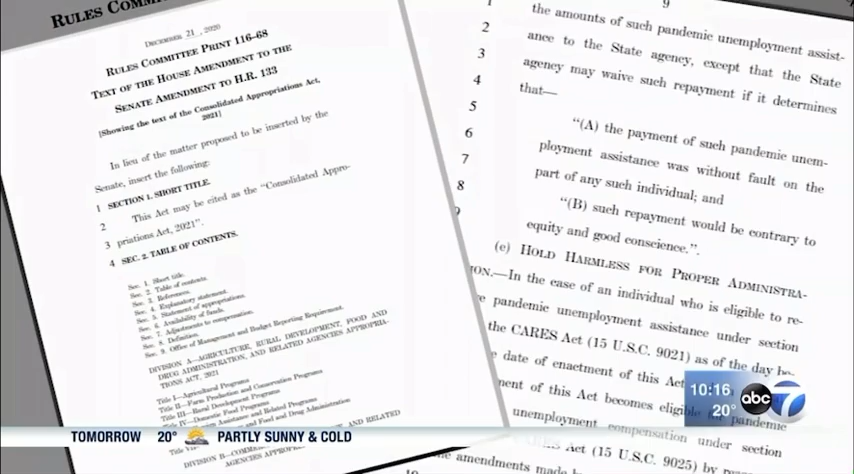 RULES COMM
DECEMBER 21, 2020
RULES COMMITTEE PRINT 116–68
TEXT OF THE HOUSE AMENDMENT TO THE
SENATE AMENDMENT TO H.R. 133
[Showing the text of the Consolidated Appropriations Act,
2021]
In lieu of the matter proposed to be inserted by the
Senate, insert the following:
1 SECTION 1. SHORT TITLE.
2 This Act may be cited as the “Consolidated Appro-
3 priations Act, 2021”.
4 SEC. 2. TABLE OF CONTENTS.
Sec. 1. Short title.
Sec. 2. Table of contents.
Sec. 3. References.
Sec. 4. Explanatory statement.
Sec. 5. Statement of appropriations.
Sec. 6. Availability of funds.
Sec. 7. Adjustments to compensation.
Sec. 8. Definition.
Sec. 9. Office of Management and Budget Reporting Requirement.
DIVISION A—AGRICULTURE, RURAL DEVELOPMENT, FOOD AND
DRUG ADMINISTRATION, AND RELATED AGENCIES APPROPRIA-
TIONS ACT, 2021
Title I—Agricultural Programs
Title II—Farm Production and Conservation Programs
Title III—Rural Development Programs
Title IV—Domestic Food Programs
Assistance and Related Programs
and Food and Drug Administration
DIVISION B—COMM
AND RELATED
AGENCIES APPROP
9
1 the amounts of such pandemic unemployment assist-
2 ance to the State agency, except that the State
3 agency may waive such repayment if it determines
4 that—
5 “(A) the payment of such pandemic unem-
6 ployment assistance was without fault on the
7 part of any such individual; and
8 “(B) such repayment would be contrary to
9 equity and good conscience.”.
(e) HOLD HARMLESS FOR PROPER ADMINISTRA-
TION.—In the case of an individual who is eligible to re-
pandemic unemployment assistance under section
the CARES Act (15 U.S.C. 9021) as of the day be-
date of enactment of this Act
ment of this Act becomes eligible for pandemic
unemployment compensation under section
Act (15 U.S.C. 9025) by
amendments made
10:16
20°
abc 7
TOMORROW 20° PARTLY SUNNY & COLD